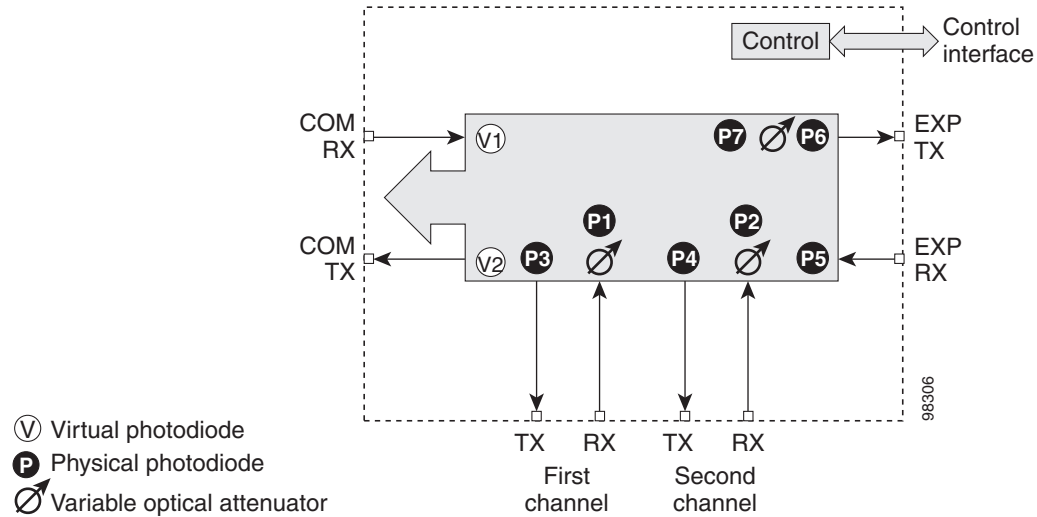 Control
Control
interface
COM
RX
V1
P7
P6
EXP
TX
P1
P2
COM
TX
V2
P3
P4
P5
EXP
RX
98306
TX
RX
TX
RX
First
channel
Second
channel
V Virtual photodiode
P Physical photodiode
Variable optical attenuator